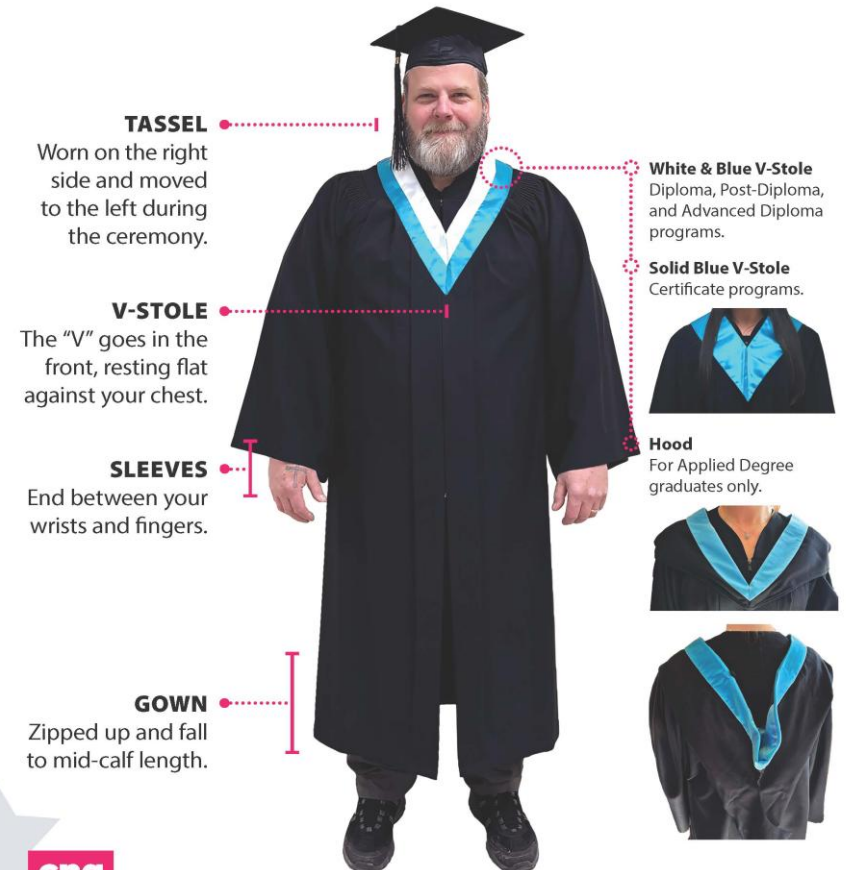 TASSEL
Worn on the right
side and moved
to the left during
the ceremony.
V-STOLE
The “V” goes in the
front, resting flat
against your chest.
SLEEVES
End between your
wrists and fingers.
GOWN
Zipped up and fall
to mid-calf length.
White & Blue V-Stole
Diploma, Post-Diploma,
and Advanced Diploma
programs.
Solid Blue V-Stole
Certificate programs.
Hood
For Applied Degree
graduates only.